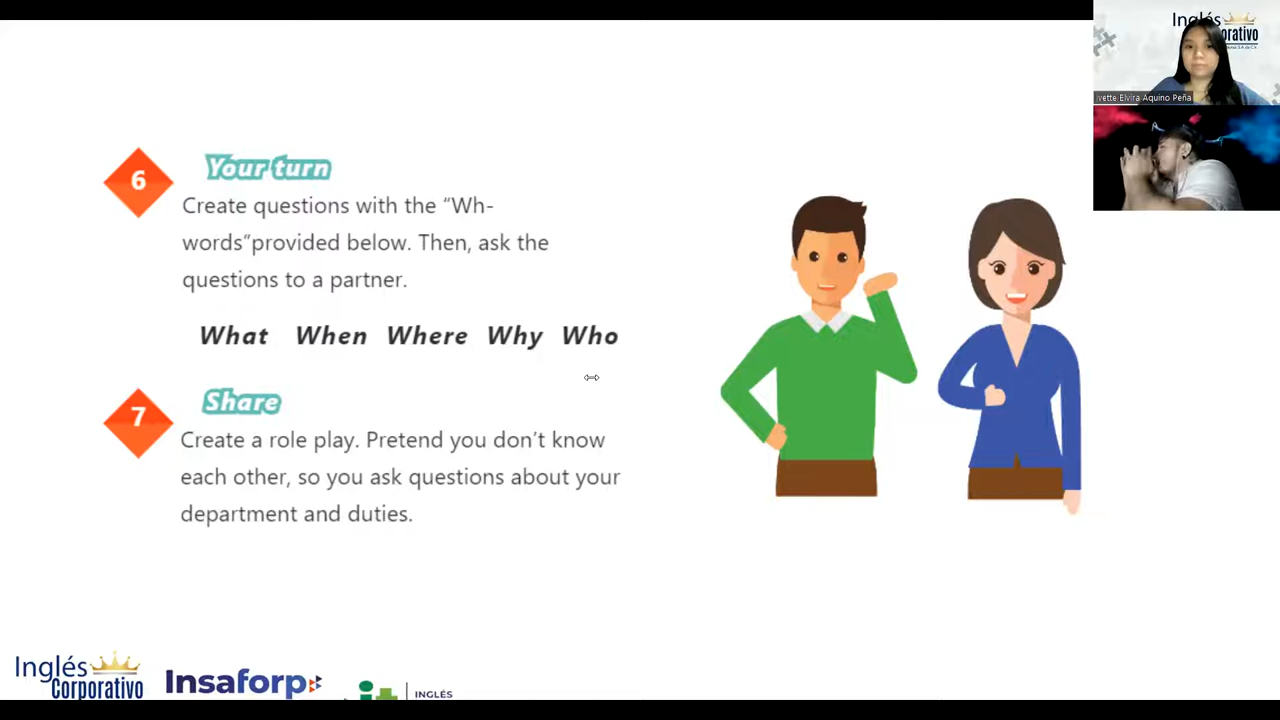 Inglés
orativo
vette Elvira Aquino Peña
6
Your turn
Create questions with the “Wh-
words”provided below. Then, ask the
questions to a partner.
What When Where Why Who
7
Share
Create a role play. Pretend you don’t know
each other, so you ask questions about your
department and duties.
Inglés
Corporativo
Insaforp
INGLÉS